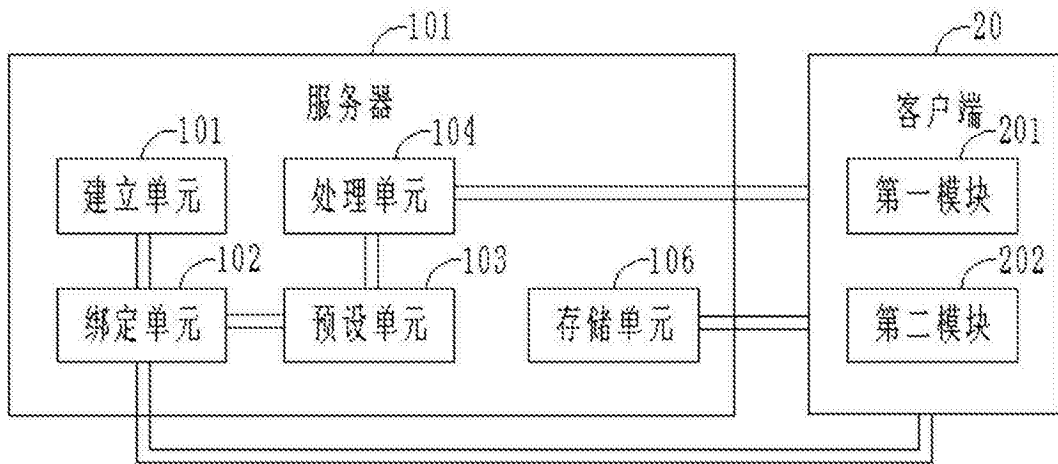 101
20
服务器
客户端
101
104
201
建立单元
处理单元
第一模块
102
103
106
202
绑定单元
预设单元
存储单元
第二模块